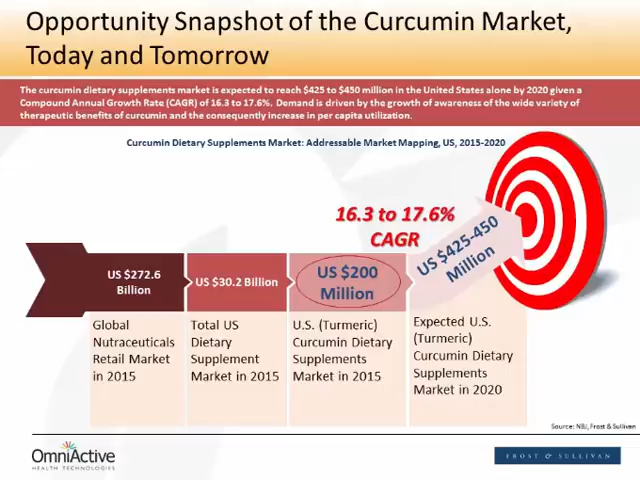 Opportunity Snapshot of the Curcumin Market,
Today and Tomorrow
The curcumin dietary supplements market is expected to reach $425 to $450 million in the United States alone by 2020 given a
Compound Annual Growth Rate (CAGR) of 16.3 to 17.6%. Demand is driven by the growth of awareness of the wide variety of
therapeutic benefits of curcumin and the consequently increase in per capita utilization.
Curcumin Dietary Supplements Market: Addressable Market Mapping, US, 2015-2020
16.3 to 17.6%
CAGR
US $272.6
Billion
US $30.2 Billion
US $200
Million
US $425-450
Million
Global
Nutraceuticals
Retail Market
in 2015
Total US
Dietary
Supplement
Market in 2015
U.S. (Turmeric)
Curcumin Dietary
Supplements
Market in 2015
Expected U.S.
(Turmeric)
Curcumin Dietary
Supplements
Market in 2020
Source: NBJ, Frost & Sullivan
OmniActive
HEALTH TECHNOLOGIES
FROST & SULLIVAN